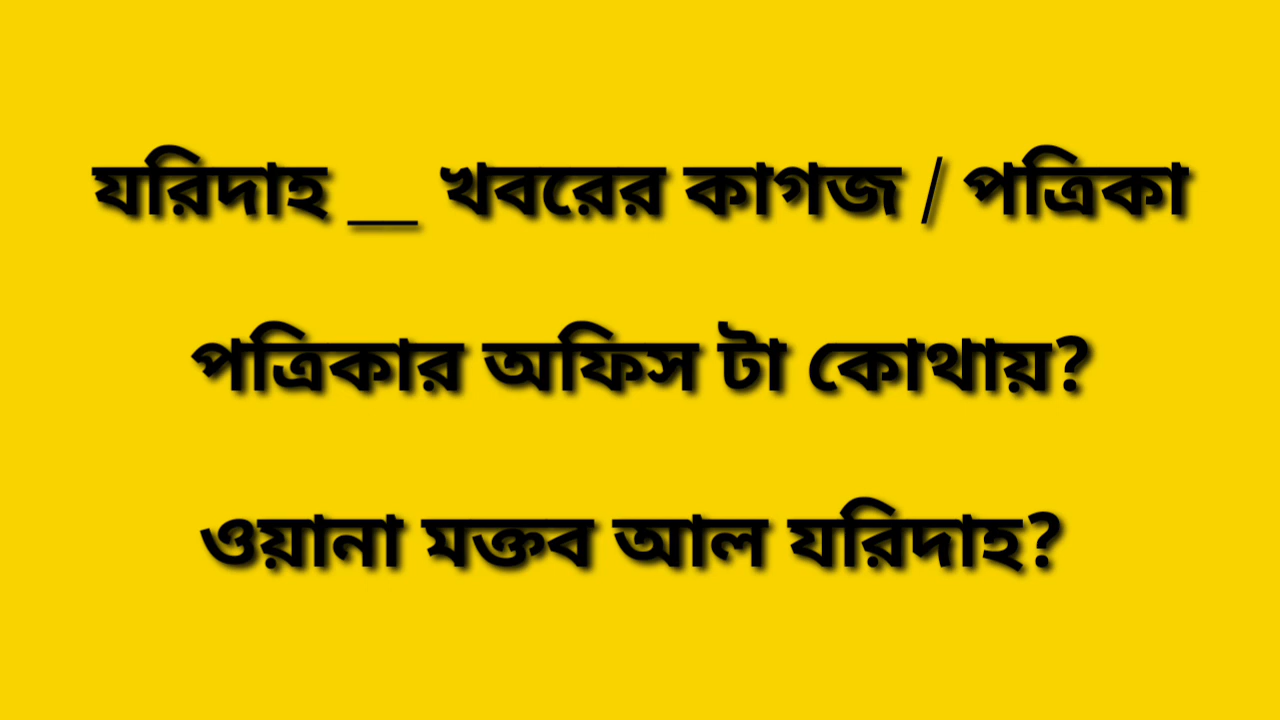 যরিদাহ __ খবরের কাগজ / পত্রিকা
পত্রিকার অফিস টা কোথায়?
ওয়ানা মক্তব আল যরিদাহ?